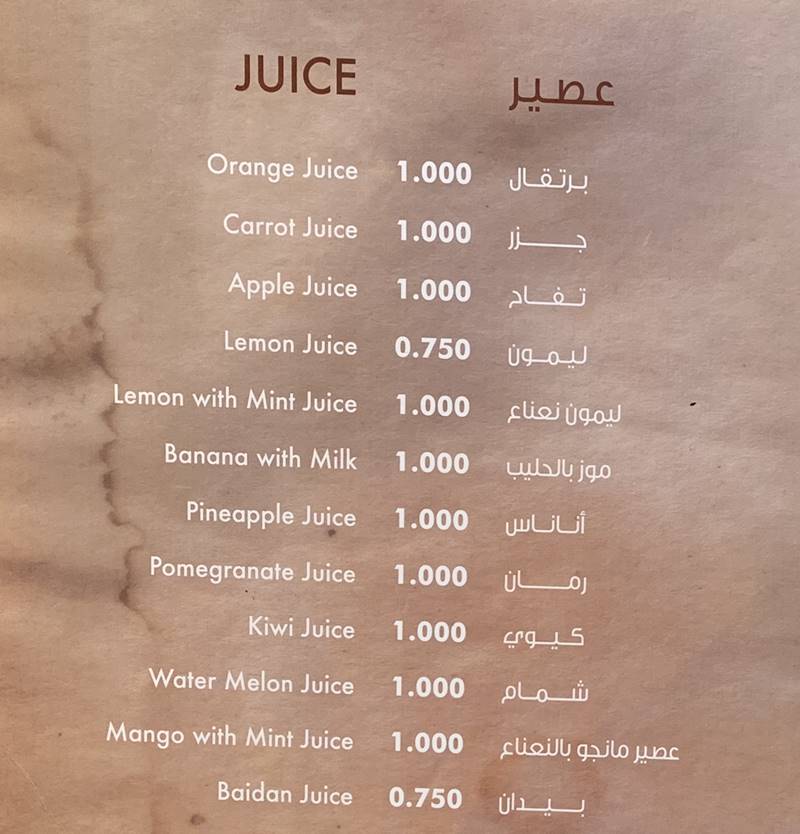 JUICE عصير
Orange Juice 1.000 برتقال
Carrot Juice 1.000 جزر
Apple Juice 1.000 تفاح
Lemon Juice 0.750 ليمون
Lemon with Mint Juice 1.000 ليمون نعناع
Banana with Milk 1.000 موز بالحليب
Pineapple Juice 1.000 أناناس
Pomegranate Juice 1.000 رمان
Kiwi Juice 1.000 كيوي
Water Melon Juice 1.000 شمام
Mango with Mint Juice 1.000 عصير مانجو بالنعناع
Baidan Juice 0.750 بيدان